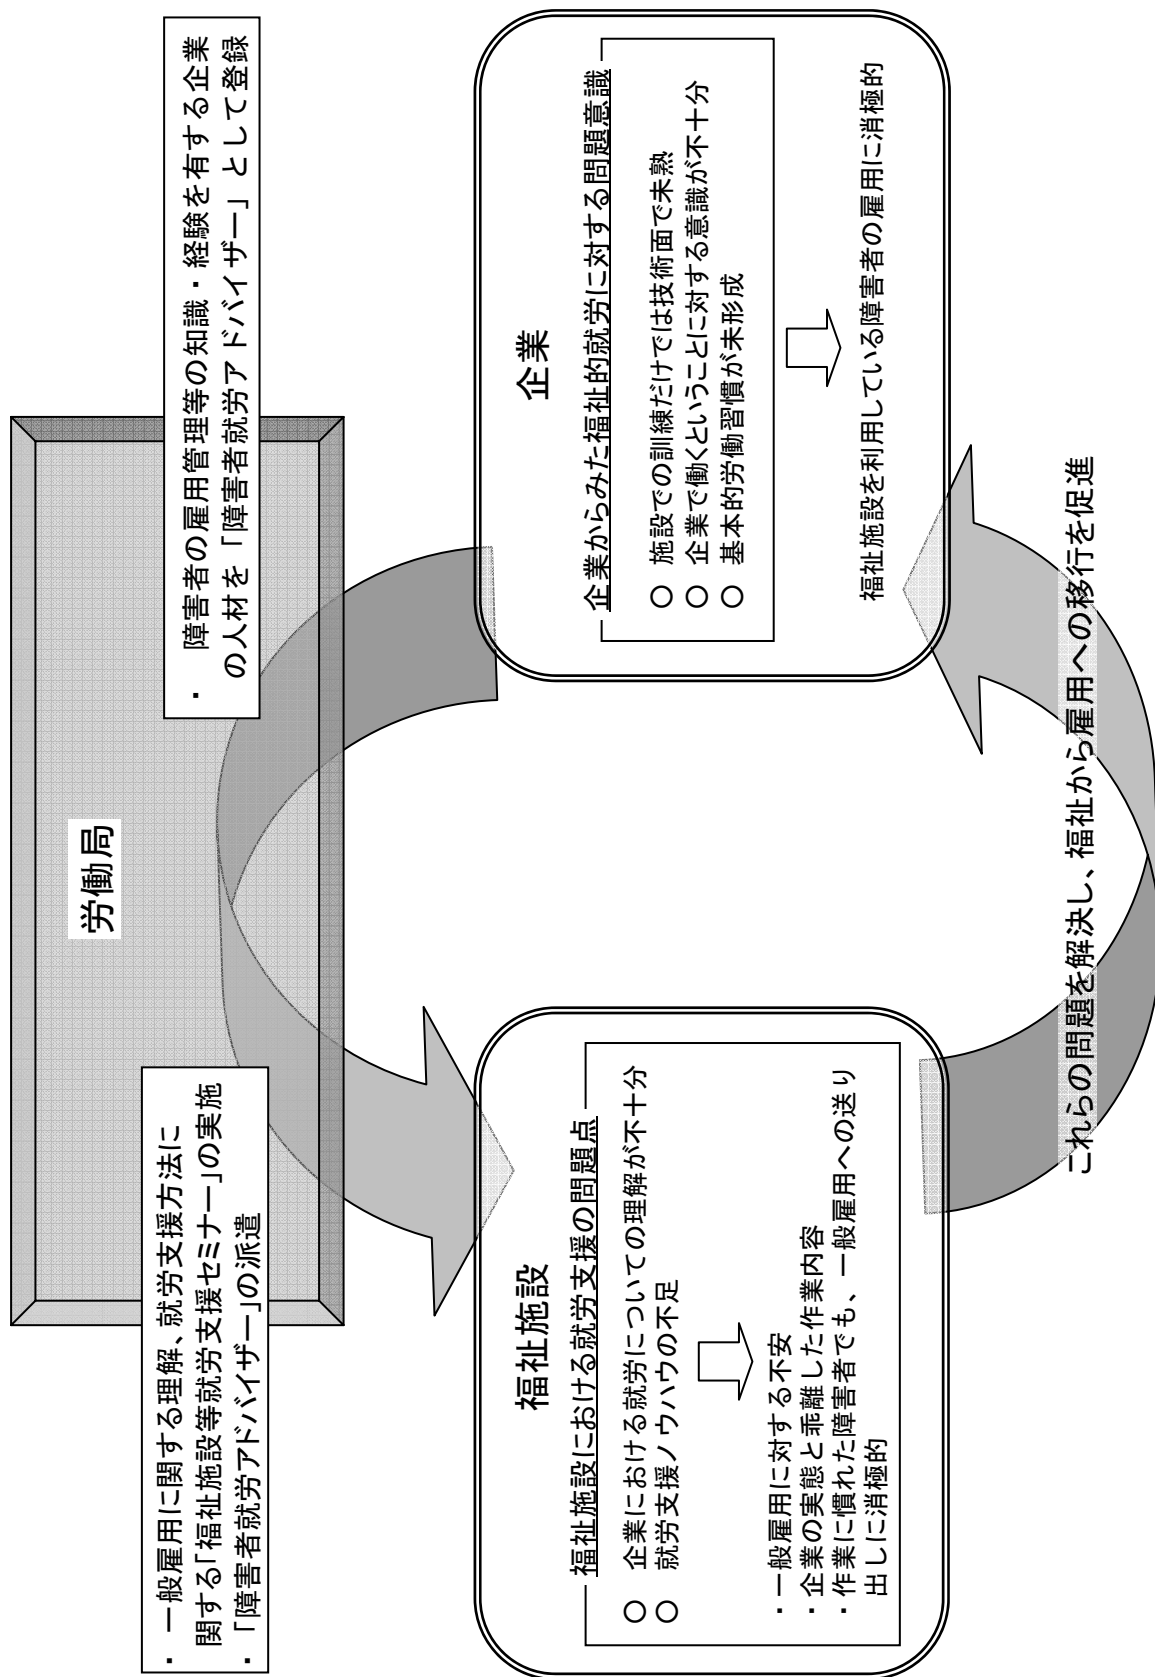 労働局
・ 一般雇用に関する理解、就労支援方法に
関する「福祉施設等就労支援セミナー」の実施
・ 「障害者就労アドバイザー」の派遣
・ 障害者の雇用管理等の知識・経験を有する企業
の人材を「障害者就労アドバイザー」として登録
福祉施設
福祉施設における就労支援の問題点
○ 企業における就労についての理解が不十分
○ 就労支援ノウハウの不足
・一般雇用に対する不安
・企業の実態と乖離した作業内容
・作業に慣れた障害者でも、一般雇用への送り
出しに消極的
企業
企業からみた福祉的就労に対する問題意識
○ 施設での訓練だけでは技術面で未熟
○ 企業で働くということに対する意識が不十分
○ 基本的労働習慣が未形成
福祉施設を利用している障害者の雇用に消極的
これらの問題を解決し、福祉から雇用への移行を促進